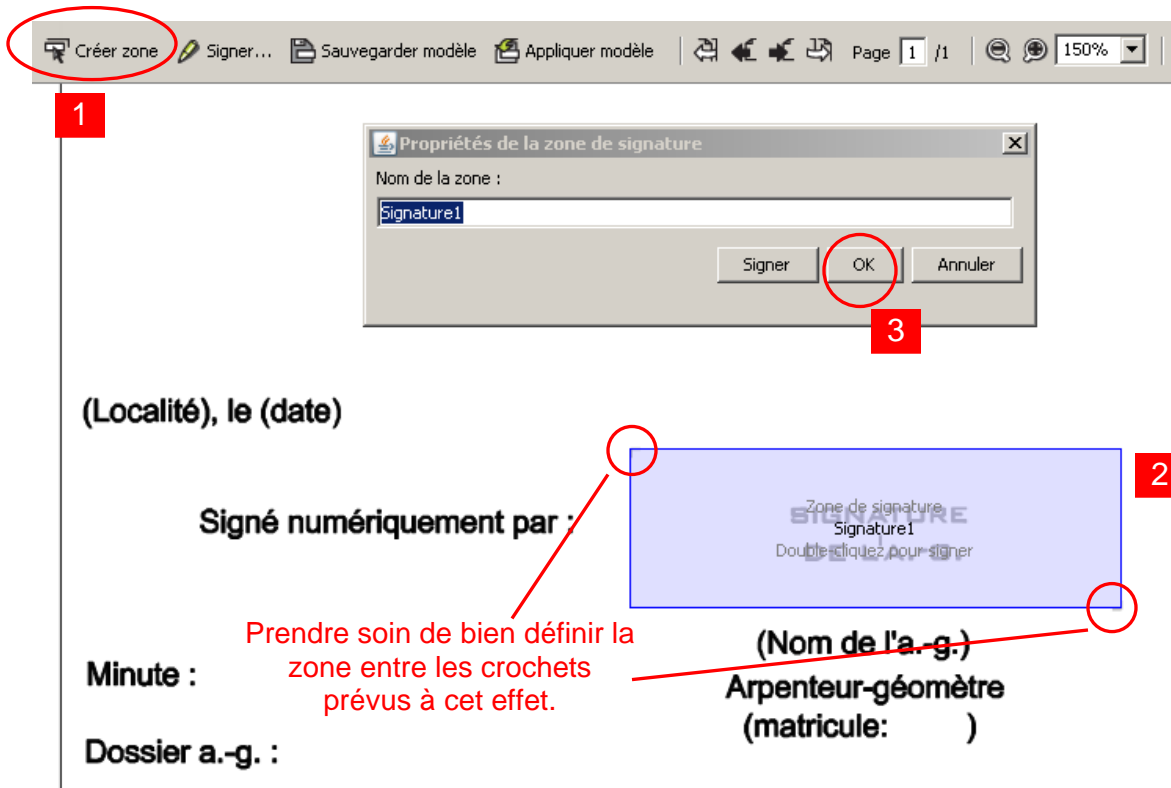 Créer zone Signer... Sauvegarder modèle Appliquer modèle Page 1 /1 150%
1
Propriétés de la zone de signature
Nom de la zone :
Signature1
Signer OK Annuler
3
(Localité), le (date)
2
Zone de signature
SIGNATURE
Signé numériquement par :
Signature1
Double-cliquez pour signer
DE L'A.-G.
Prendre soin de bien définir la
zone entre les crochets
prévus à cet effet.
(Nom de l'a.-g.)
Minute :
Arpenteur-géomètre
(matricule: )
Dossier a.-g. :